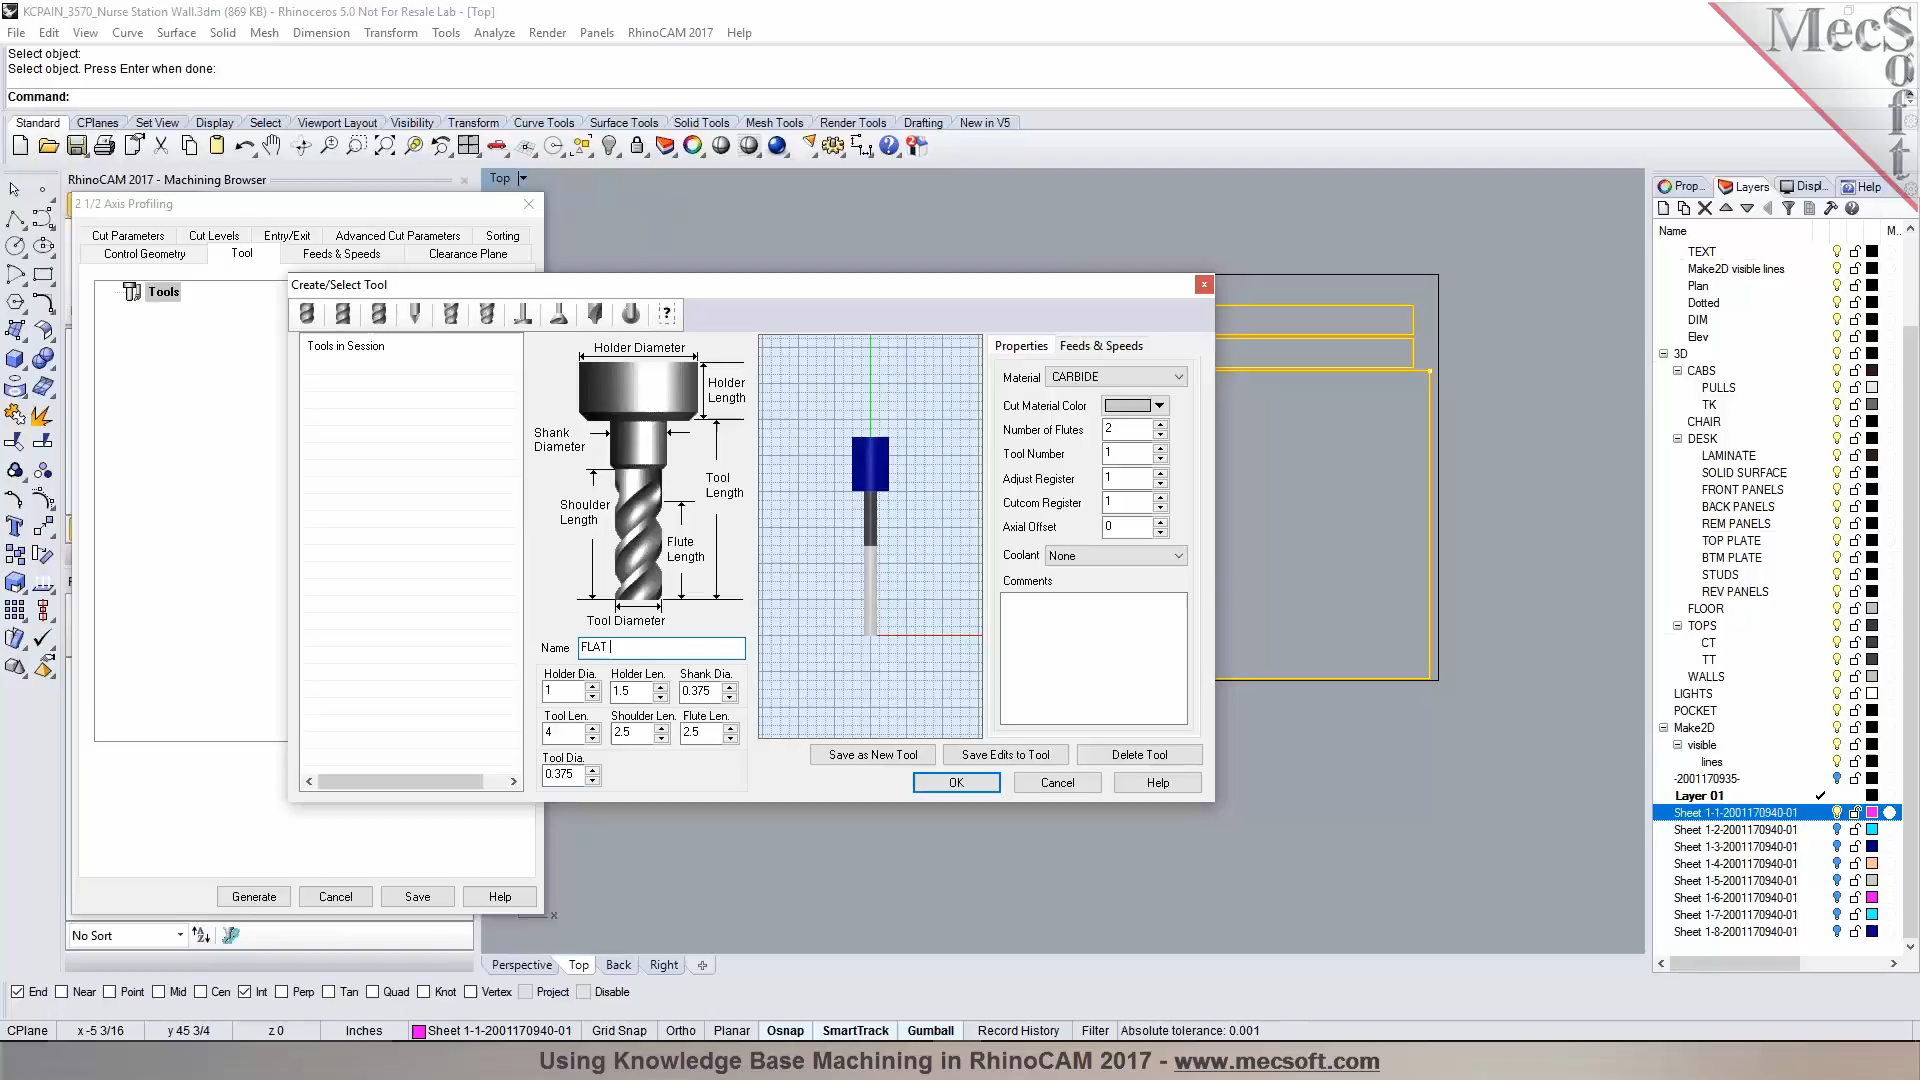 KCPAIN_3570_Nurse Station Wall.3dm (869 KB) - Rhinoceros 5.0 Not For Resale Lab - [Top]
File Edit View Curve Surface Solid Mesh Dimension Transform Tools Analyze Render Panels RhinoCAM 2017 Help
Select object:
Select object. Press Enter when done:
Command:
Standard CPlanes Set View Display Select Viewport Layout Visibility Transform Curve Tools Surface Tools Solid Tools Mesh Tools Render Tools Drafting New in V5
MecSoft
RhinoCAM 2017 - Machining Browser
Top
2 1/2 Axis Profiling
Cut Parameters Cut Levels Entry/Exit Advanced Cut Parameters Sorting
Control Geometry Tool Feeds & Speeds Clearance Plane
Tools
Create/Select Tool
Tools in Session
Holder Diameter
Holder Length
Shank Diameter
Tool Length
Shoulder Length
Flute Length
Tool Diameter
Name FLAT
Holder Dia. Holder Len. Shank Dia.
1 1.5 0.375
Tool Len. Shoulder Len. Flute Len.
4 2.5 2.5
Tool Dia.
0.375
Properties Feeds & Speeds
Material CARBIDE
Cut Material Color
Number of Flutes 2
Tool Number 1
Adjust Register 1
Cutcom Register 1
Axial Offset 0
Coolant None
Comments
Save as New Tool Save Edits to Tool Delete Tool
OK Cancel Help
Generate Cancel Save Help
No Sort
Prop... Layers Displ... Help
Name M..
TEXT
Make2D visible lines
Plan
Dotted
DIM
Elev
3D
CABS
PULLS
TK
CHAIR
DESK
LAMINATE
SOLID SURFACE
FRONT PANELS
BACK PANELS
REM PANELS
TOP PLATE
BTM PLATE
STUDS
REV PANELS
FLOOR
TOPS
CT
TT
WALLS
LIGHTS
POCKET
Make2D
visible
lines
-2001170935-
Layer 01
Sheet 1-1-2001170940-01
Sheet 1-2-2001170940-01
Sheet 1-3-2001170940-01
Sheet 1-4-2001170940-01
Sheet 1-5-2001170940-01
Sheet 1-6-2001170940-01
Sheet 1-7-2001170940-01
Sheet 1-8-2001170940-01
x
Perspective Top Back Right
End Near Point Mid Cen Int Perp Tan Quad Knot Vertex Project Disable
CPlane x -5 3/16 y 45 3/4 z 0 Inches Sheet 1-1-2001170940-01 Grid Snap Ortho Planar Osnap SmartTrack Gumball Record History Filter Absolute tolerance: 0.001
Using Knowledge Base Machining in RhinoCAM 2017 - www.mecsoft.com